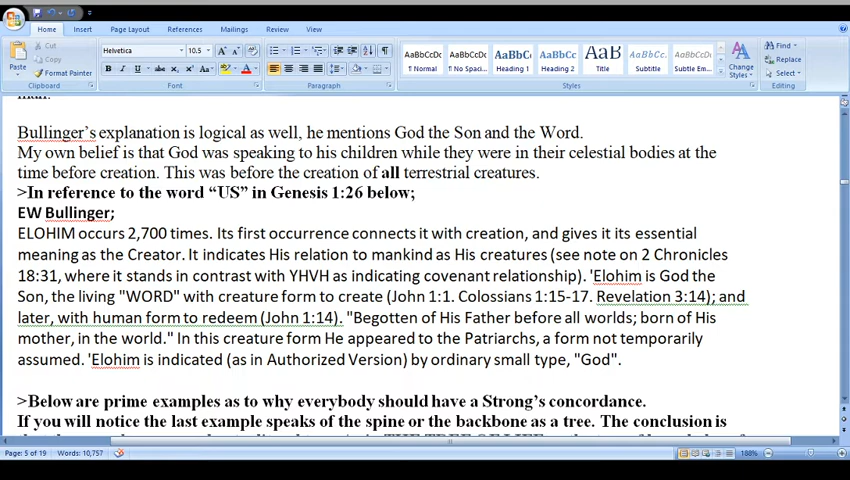 Home Insert Page Layout References Mailings Review View
Cut
Copy
Format Painter
Paste
Clipboard
Helvetica 10.5
Font
Paragraph
AaBbCcDc AaBbCcDc AaBbC AaBbCc AaB AaBbCc. AaBbCcDc
¶ Normal ¶ No Spaci... Heading 1 Heading 2 Title Subtitle Subtle Em...
Change Styles
Styles
Find
Replace
Select
Editing
man.
Bullinger's explanation is logical as well, he mentions God the Son and the Word.
My own belief is that God was speaking to his children while they were in their celestial bodies at the
time before creation. This was before the creation of all terrestrial creatures.
>In reference to the word “US” in Genesis 1:26 below;
EW Bullinger;
ELOHIM occurs 2,700 times. Its first occurrence connects it with creation, and gives it its essential
meaning as the Creator. It indicates His relation to mankind as His creatures (see note on 2 Chronicles
18:31, where it stands in contrast with YHVH as indicating covenant relationship). 'Elohim is God the
Son, the living "WORD" with creature form to create (John 1:1. Colossians 1:15-17. Revelation 3:14); and
later, with human form to redeem (John 1:14). "Begotten of His Father before all worlds; born of His
mother, in the world." In this creature form He appeared to the Patriarchs, a form not temporarily
assumed. 'Elohim is indicated (as in Authorized Version) by ordinary small type, "God".
>Below are prime examples as to why everybody should have a Strong's concordance.
If you will notice the last example speaks of the spine or the backbone as a tree. The conclusion is
Page: 5 of 19 Words: 10,757 188%